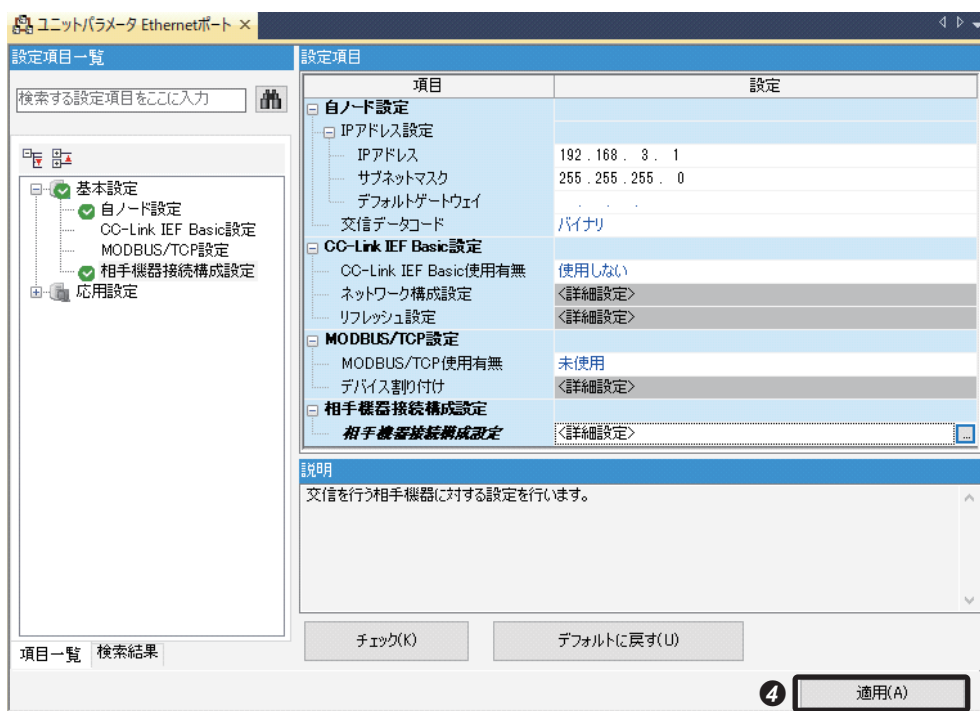 ユニットパラメータ Ethernetポート ×
設定項目一覧
検索する設定項目をここに入力
基本設定
自ノード設定
CC-Link IEF Basic設定
MODBUS/TCP設定
相手機器接続構成設定
応用設定
項目一覧 検索結果
設定項目
項目 設定
自ノード設定
IPアドレス設定
IPアドレス 192 . 168 . 3 . 1
サブネットマスク 255 . 255 . 255 . 0
デフォルトゲートウェイ . . .
交信データコード バイナリ
CC-Link IEF Basic設定
CC-Link IEF Basic使用有無 使用しない
ネットワーク構成設定 <詳細設定>
リフレッシュ設定 <詳細設定>
MODBUS/TCP設定
MODBUS/TCP使用有無 未使用
デバイス割り付け <詳細設定>
相手機器接続構成設定
相手機器接続構成設定 <詳細設定> ...
説明
交信を行う相手機器に対する設定を行います。
チェック(K) デフォルトに戻す(U)
❹ 適用(A)